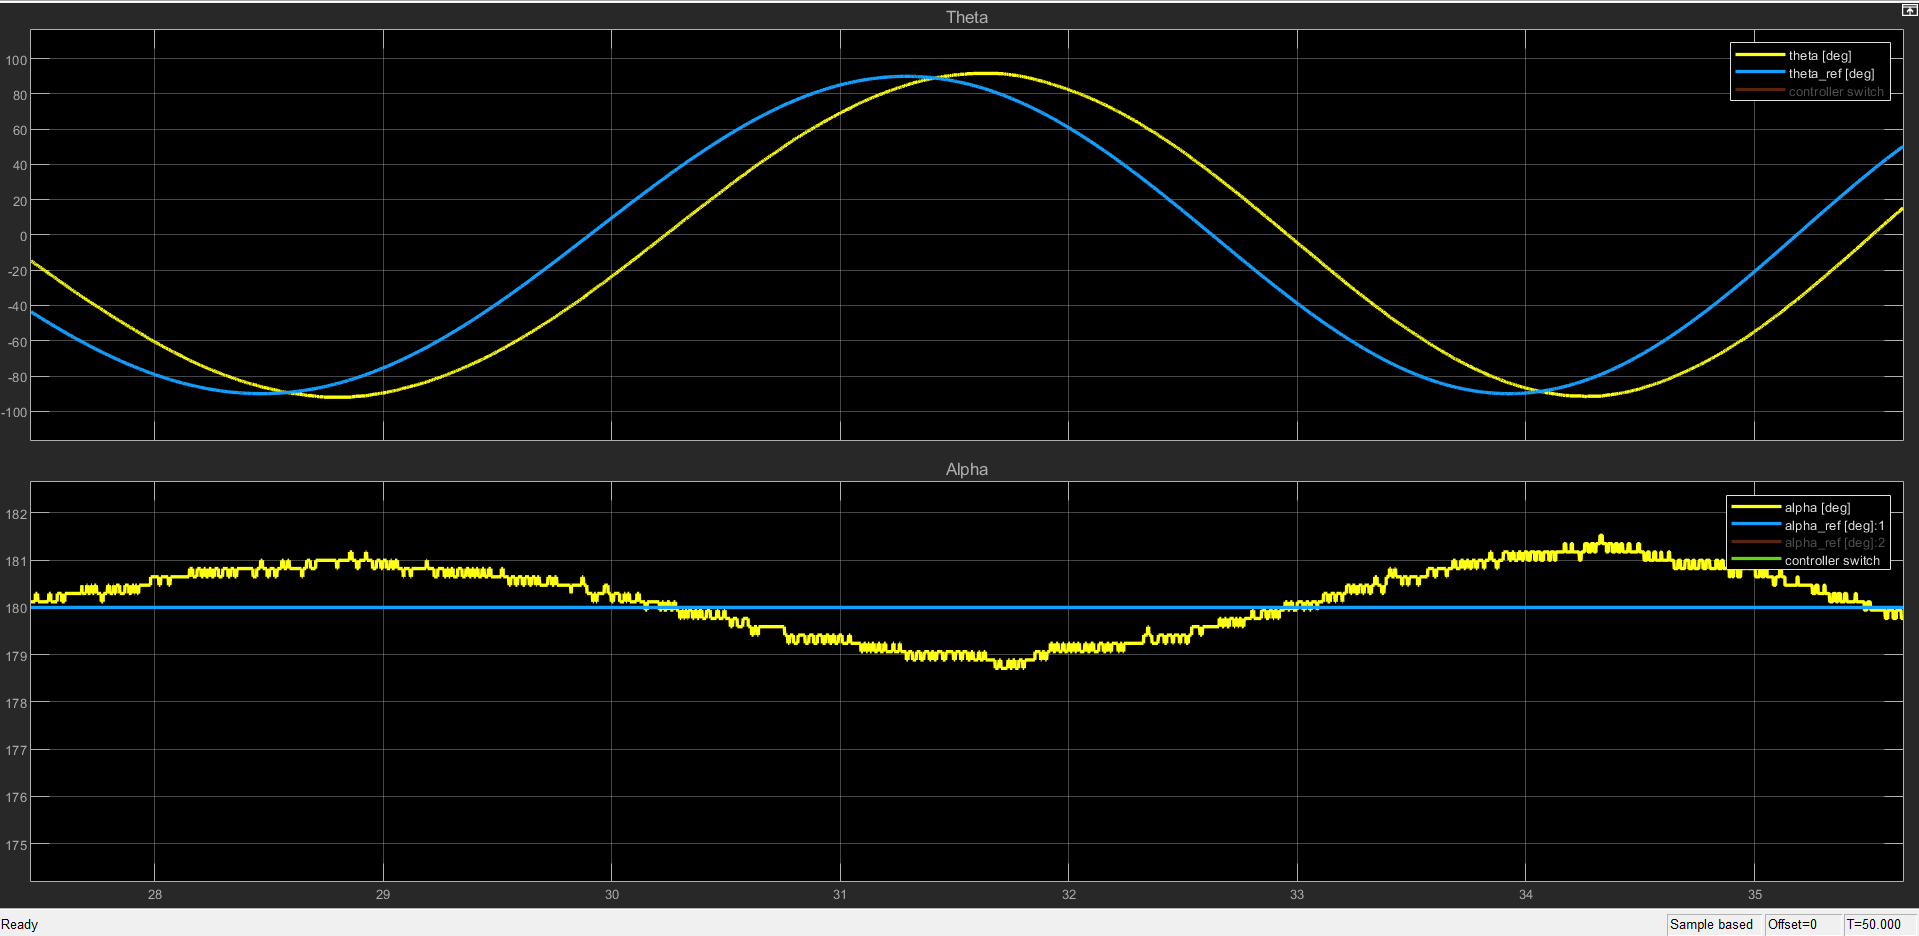 Theta
100
80
60
40
20
0
-20
-40
-60
-80
-100
theta [deg]
theta_ref [deg]
controller switch
Alpha
182
181
180
179
178
177
176
175
alpha [deg]
alpha_ref [deg]:1
alpha_ref [deg]:2
controller switch
28 29 30 31 32 33 34 35
Ready Sample based Offset=0 T=50.000